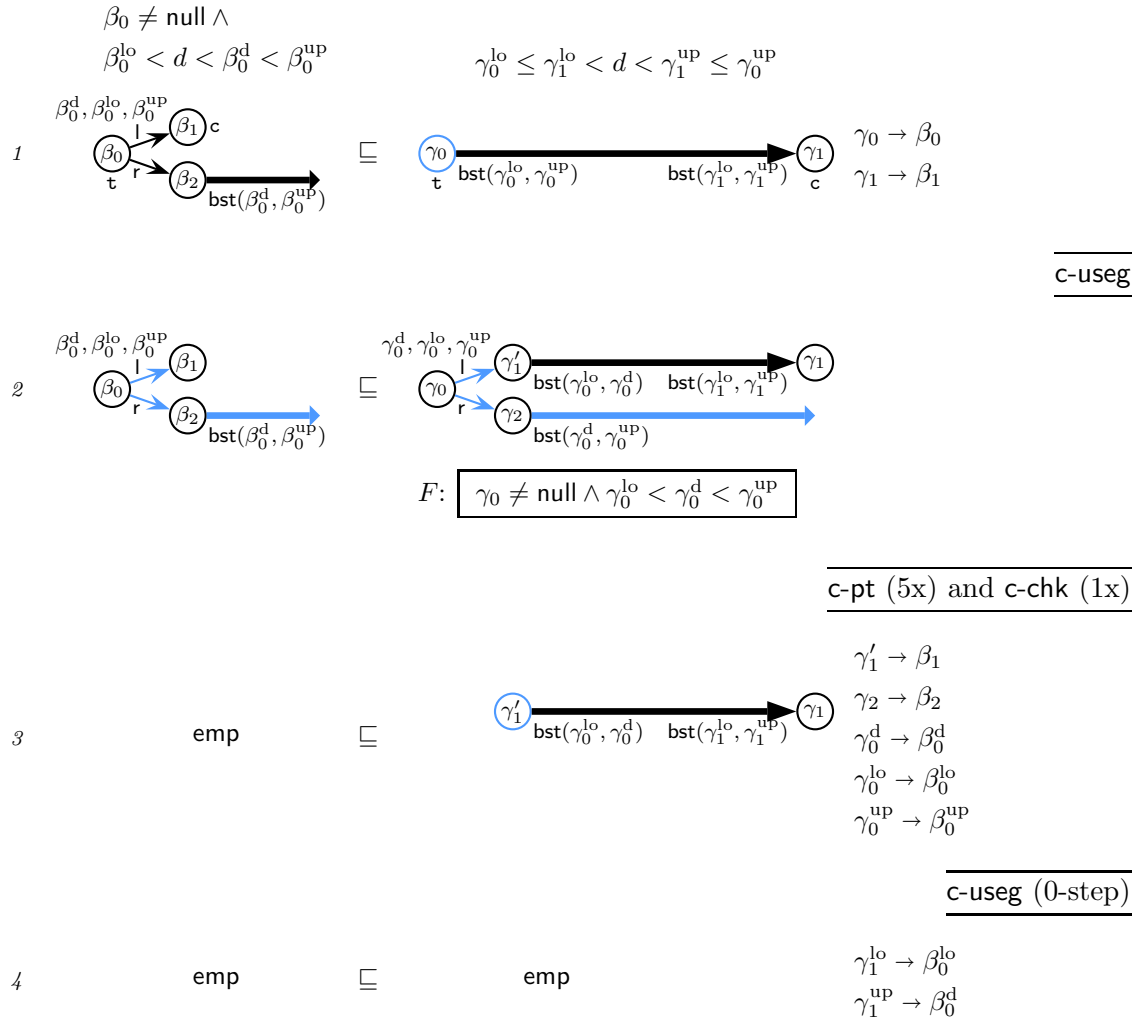 β₀ ≠ null ∧
β₀^lo < d < β₀^d < β₀^up
γ₀^lo ≤ γ₁^lo < d < γ₁^up ≤ γ₀^up
β₀^d, β₀^lo, β₀^up
1 β₀ t l r β₁ c β₂ bst(β₀^d, β₀^up) ⊑ γ₀ t bst(γ₀^lo, γ₀^up) bst(γ₁^lo, γ₁^up) γ₁ c
γ₀ → β₀
γ₁ → β₁
c-useg
β₀^d, β₀^lo, β₀^up
γ₀^d, γ₀^lo, γ₀^up
2 β₀ l r β₁ β₂ bst(β₀^d, β₀^up) ⊑ γ₀ l r γ₁′ bst(γ₀^lo, γ₀^d) bst(γ₁^lo, γ₁^up) γ₁ γ₂ bst(γ₀^d, γ₀^up)
F: γ₀ ≠ null ∧ γ₀^lo < γ₀^d < γ₀^up
c-pt (5x) and c-chk (1x)
3 emp ⊑ γ₁′ bst(γ₀^lo, γ₀^d) bst(γ₁^lo, γ₁^up) γ₁
γ₁′ → β₁
γ₂ → β₂
γ₀^d → β₀^d
γ₀^lo → β₀^lo
γ₀^up → β₀^up
c-useg (0-step)
4 emp ⊑ emp
γ₁^lo → β₀^lo
γ₁^up → β₀^d